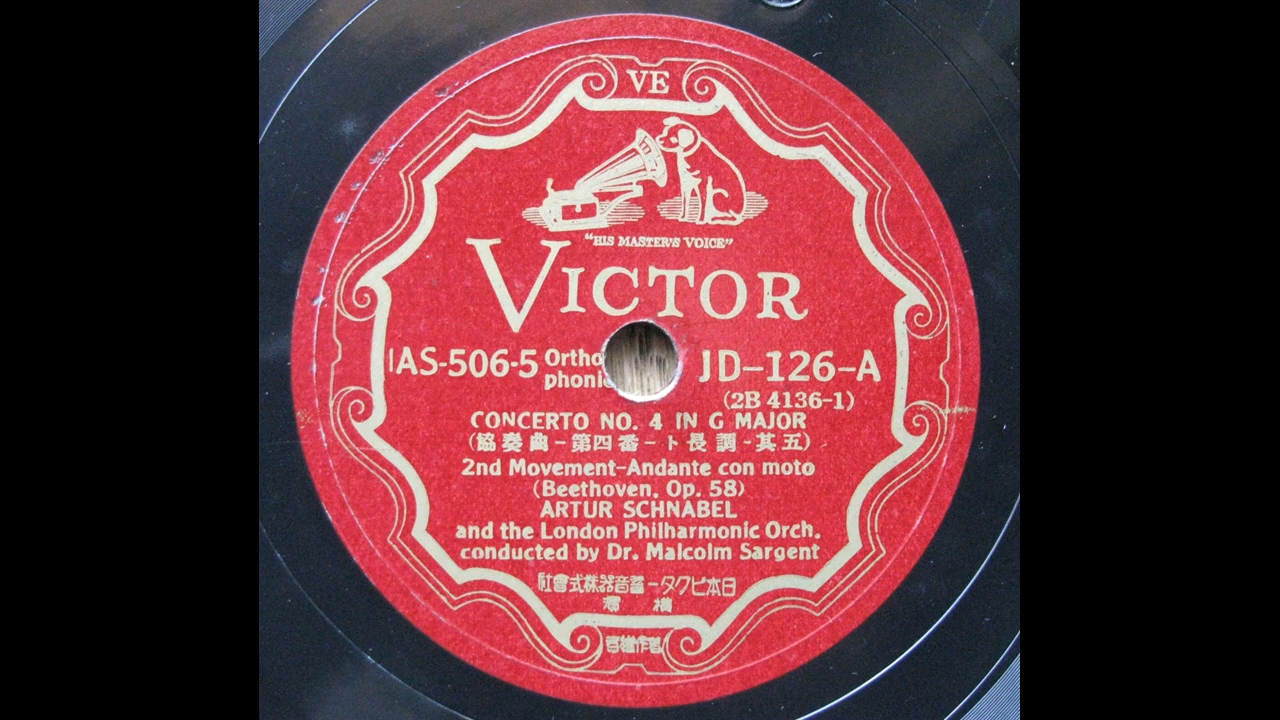 VE
"HIS MASTER'S VOICE"
VICTOR
IAS-506-5 Ortho JD-126-A
phonic
(2B 4136-1)
CONCERTO NO. 4 IN G MAJOR
(協奏曲-第四番-ト長調-其五)
2nd Movement-Andante con moto
(Beethoven, Op. 58)
ARTUR SCHNABEL
and the London Philharmonic Orch.
conducted by Dr. Malcolm Sargent
社會式株器音蓄ータクビ本日
濱横